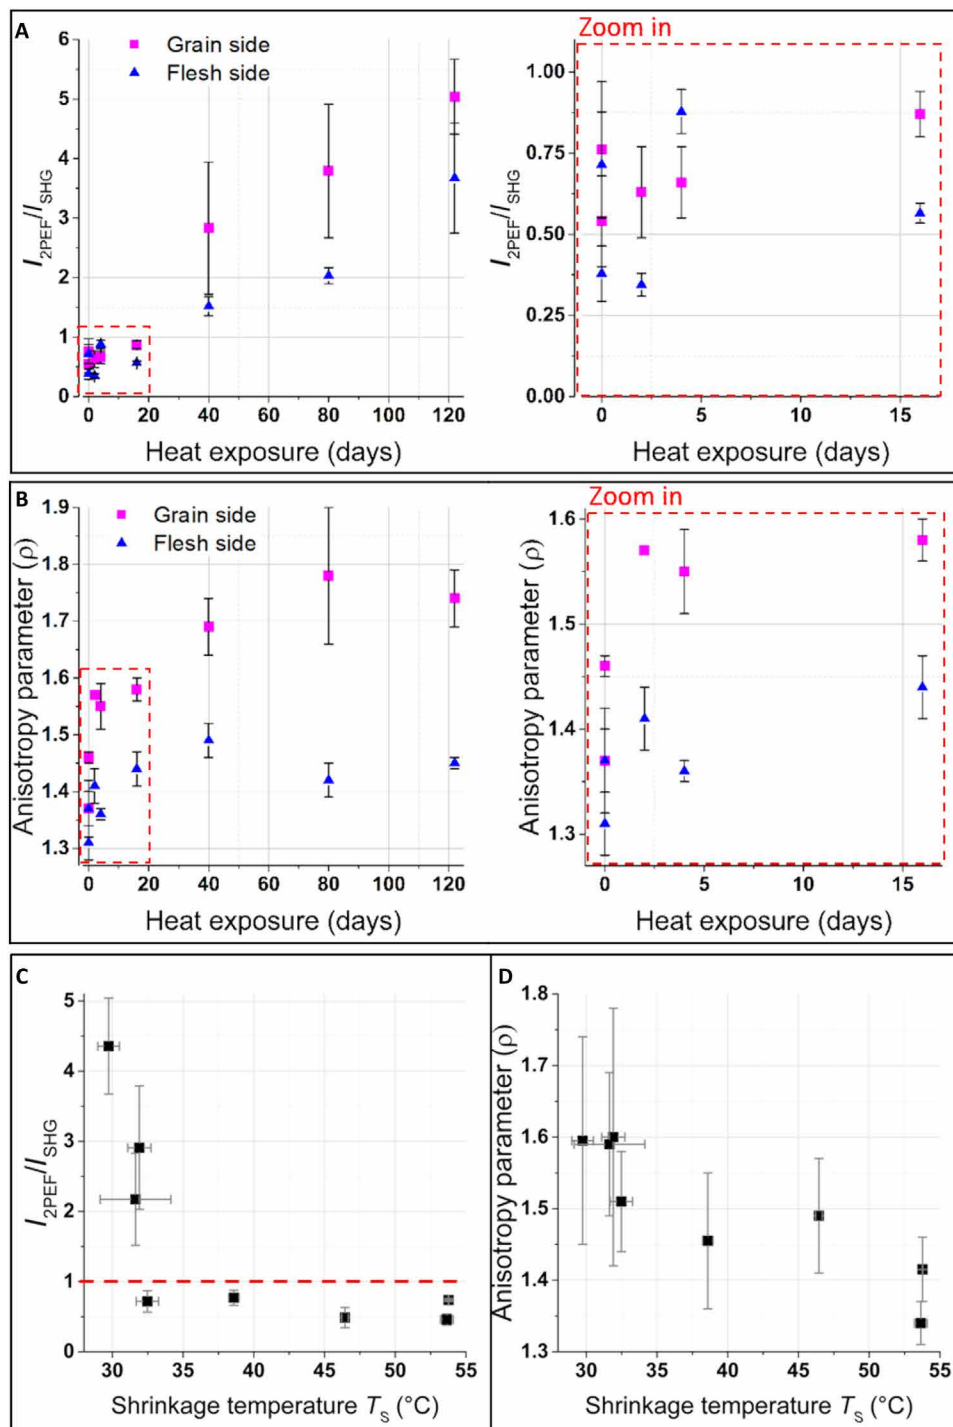 A
Zoom in
Grain side
Flesh side
I2PEF/ISHG
6
5
4
3
2
1
0
0 20 40 60 80 100 120
Heat exposure (days)
I2PEF/ISHG
1.00
0.75
0.50
0.25
0.00
0 5 10 15
Heat exposure (days)
B
Zoom in
Grain side
Flesh side
Anisotropy parameter (ρ)
1.9
1.8
1.7
1.6
1.5
1.4
1.3
0 20 40 60 80 100 120
Heat exposure (days)
Anisotropy parameter (ρ)
1.6
1.5
1.4
1.3
0 5 10 15
Heat exposure (days)
C
I2PEF/ISHG
5
4
3
2
1
0
30 35 40 45 50 55
Shrinkage temperature TS (°C)
D
Anisotropy parameter (ρ)
1.8
1.7
1.6
1.5
1.4
1.3
30 35 40 45 50 55
Shrinkage temperature TS (°C)